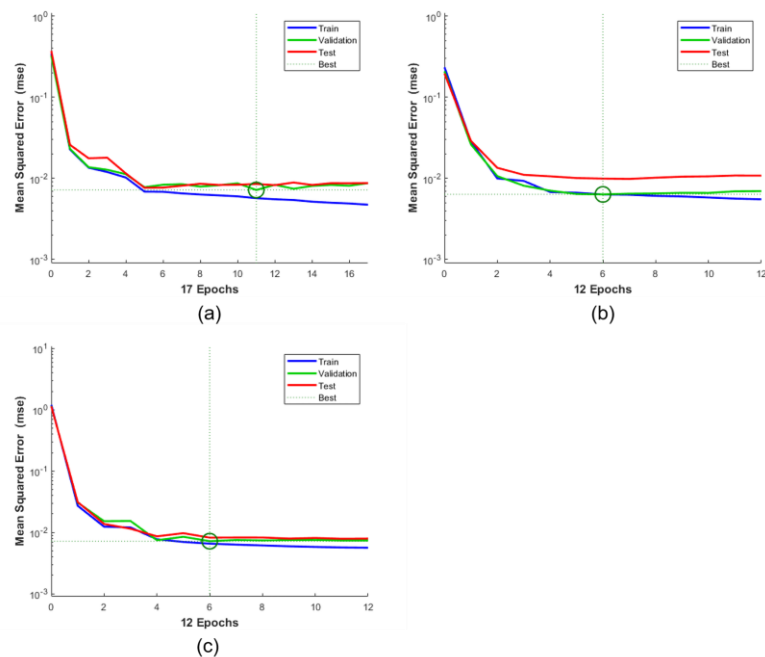 10^0
10^-1
10^-2
10^-3
Mean Squared Error (mse)
Train
Validation
Test
Best
0 2 4 6 8 10 12 14 16
17 Epochs
(a)
10^0
10^-1
10^-2
10^-3
Mean Squared Error (mse)
Train
Validation
Test
Best
0 2 4 6 8 10 12
12 Epochs
(b)
10^1
10^0
10^-1
10^-2
10^-3
Mean Squared Error (mse)
Train
Validation
Test
Best
0 2 4 6 8 10 12
12 Epochs
(c)